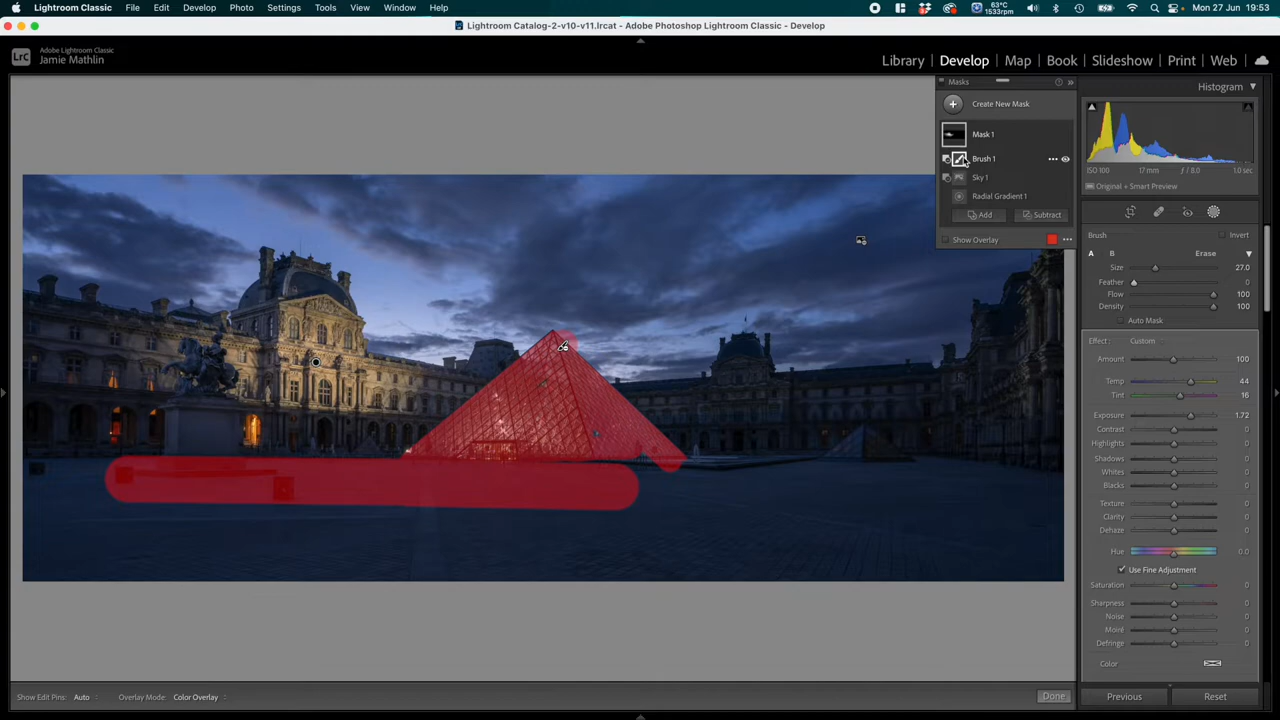 Lightroom Classic File Edit Develop Photo Settings Tools View Window Help 63°C 1533rpm Mon 27 Jun 19:53
Lightroom Catalog-2-v10-v11.lrcat - Adobe Photoshop Lightroom Classic - Develop
LrC Adobe Lightroom Classic
Jamie Mathlin
Library Develop Map Book Slideshow Print Web
Masks
Create New Mask
Mask 1
Brush 1
Sky 1
Radial Gradient 1
Add Subtract
Show Overlay
Histogram
ISO 100 17 mm ƒ / 8.0 1.0 sec
Original + Smart Preview
Brush Invert
A B Erase
Size 27.0
Feather 0
Flow 100
Density 100
Auto Mask
Effect: Custom
Amount 100
Temp 44
Tint 16
Exposure 1.72
Contrast 0
Highlights 0
Shadows 0
Whites 0
Blacks 0
Texture 0
Clarity 0
Dehaze 0
Hue 0.0
Use Fine Adjustment
Saturation 0
Sharpness 0
Noise 0
Moiré 0
Defringe 0
Color
Show Edit Pins: Auto Overlay Mode: Color Overlay Done
Previous Reset